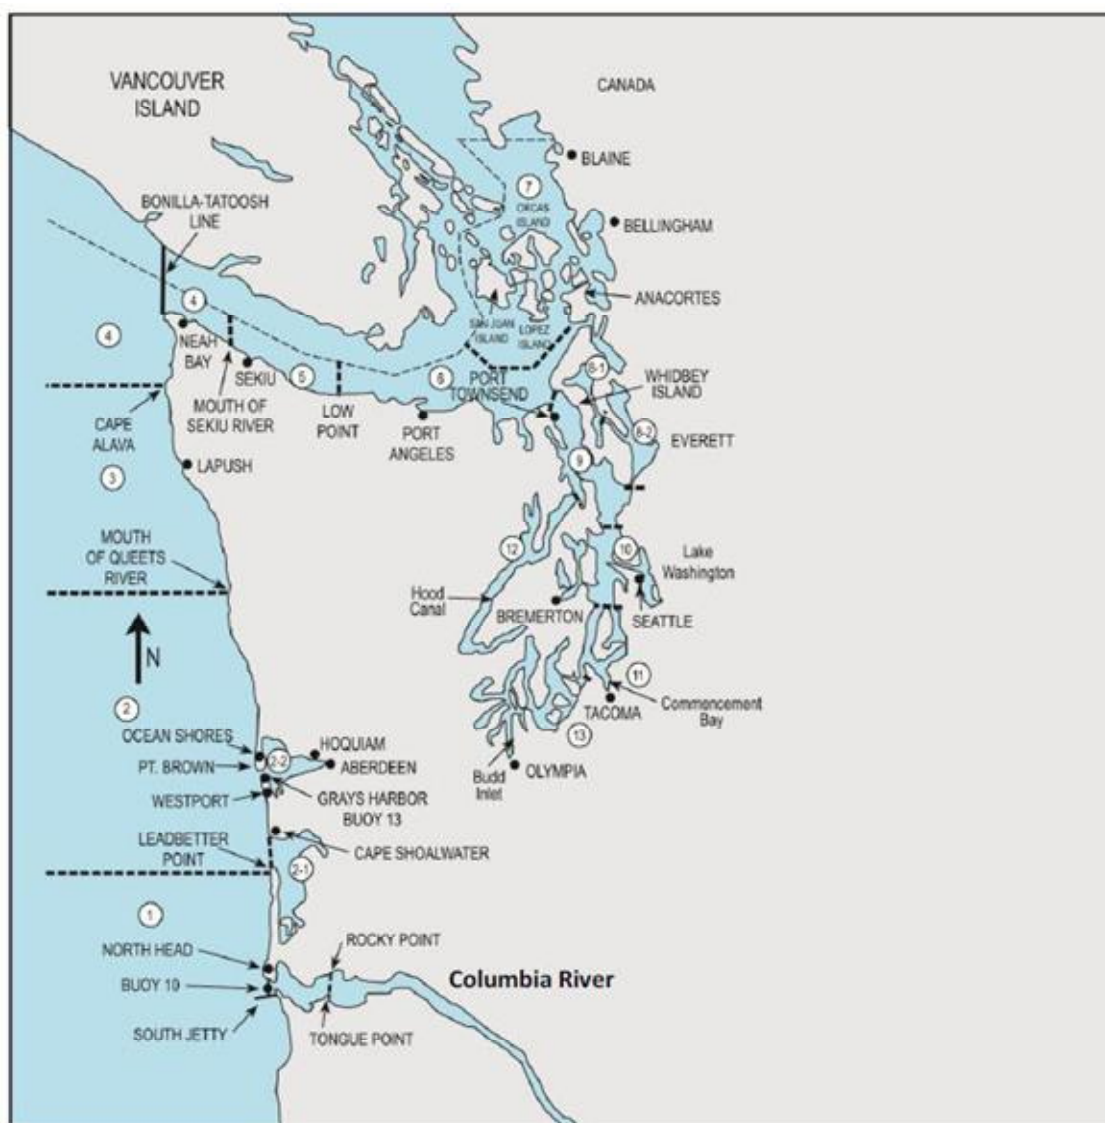 VANCOUVER
ISLAND
CANADA
BLAINE
7
ORCAS
ISLAND
BONILLA-TATOOSH
LINE
BELLINGHAM
ANACORTES
4
4
NEAH
BAY
SAN JUAN
ISLAND
LOPEZ
ISLAND
SEKIU
5
6
PORT
TOWNSEND
8-1
WHIDBEY
ISLAND
MOUTH OF
SEKIU RIVER
LOW
POINT
PORT
ANGELES
CAPE
ALAVA
8-2
EVERETT
LAPUSH
3
9
MOUTH
OF QUEETS
RIVER
12
10
Lake
Washington
Hood
Canal
BREMERTON
SEATTLE
N
11
Commencement
Bay
TACOMA
2
13
OCEAN SHORES
2-2
HOQUIAM
PT. BROWN
ABERDEEN
Budd
Inlet
OLYMPIA
WESTPORT
GRAYS HARBOR
BUOY 13
LEADBETTER
POINT
CAPE SHOALWATER
2-1
1
NORTH HEAD
ROCKY POINT
BUOY 10
Columbia River
SOUTH JETTY
TONGUE POINT